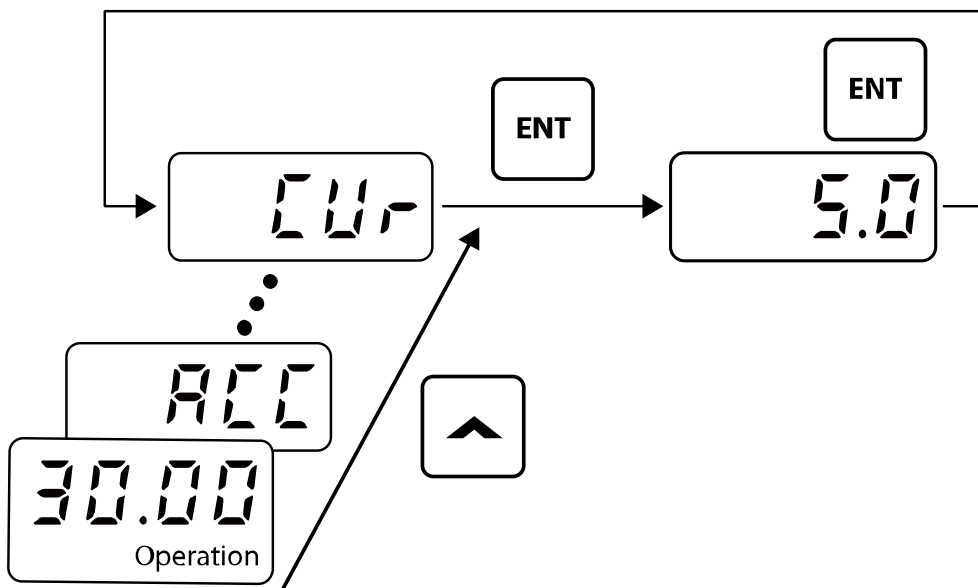 ENT
ENT
CUr
5.0
ACC
30.00
Operation